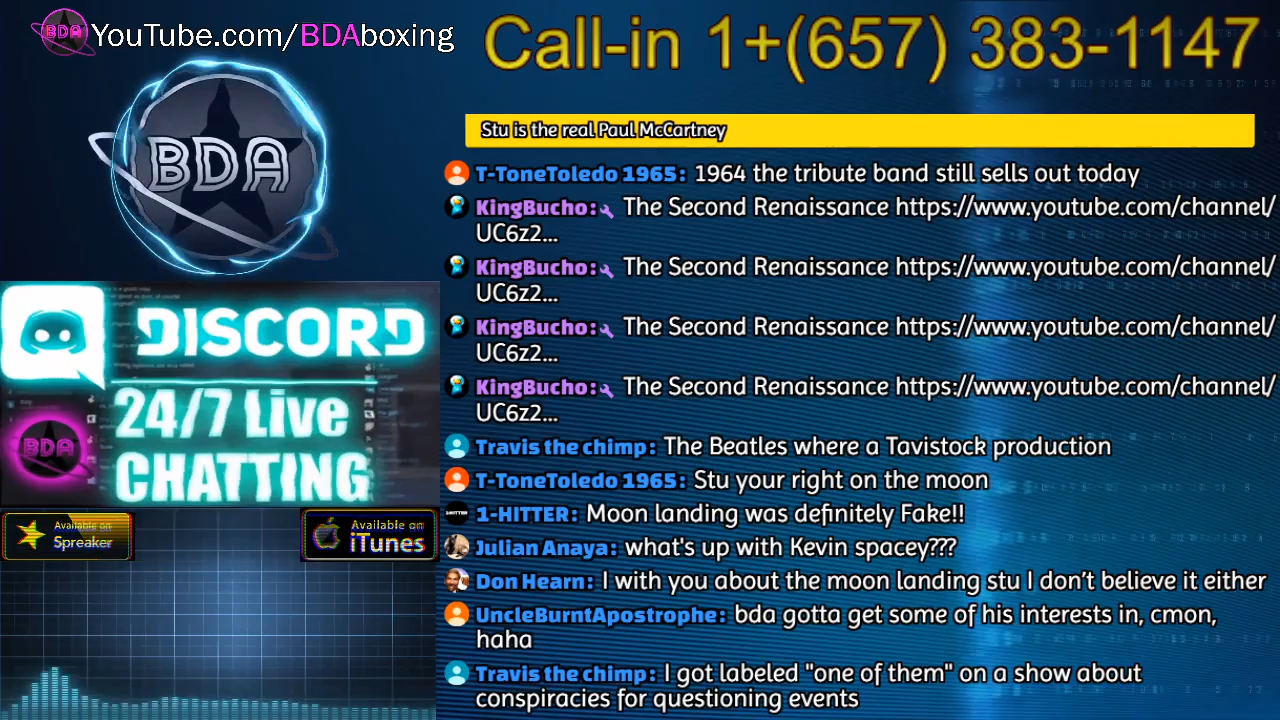 BDA YouTube.com/BDAboxing
Call-in 1+(657) 383-1147
BDA
Stu is the real Paul McCartney
T-ToneToledo 1965: 1964 the tribute band still sells out today
KingBucho: The Second Renaissance https://www.youtube.com/channel/
UC6z2...
KingBucho: The Second Renaissance https://www.youtube.com/channel/
UC6z2...
KingBucho: The Second Renaissance https://www.youtube.com/channel/
UC6z2...
KingBucho: The Second Renaissance https://www.youtube.com/channel/
UC6z2...
Travis the chimp: The Beatles where a Tavistock production
T-ToneToledo 1965: Stu your right on the moon
1-HITTER: Moon landing was definitely Fake!!
Julian Anaya: what's up with Kevin spacey???
Don Hearn: I with you about the moon landing stu I don't believe it either
UncleBurntApostrophe: bda gotta get some of his interests in, cmon,
haha
Travis the chimp: I got labeled "one of them" on a show about
conspiracies for questioning events
DISCORD
24/7 Live
CHATTING
BDA
Available on
Spreaker
Available on
iTunes